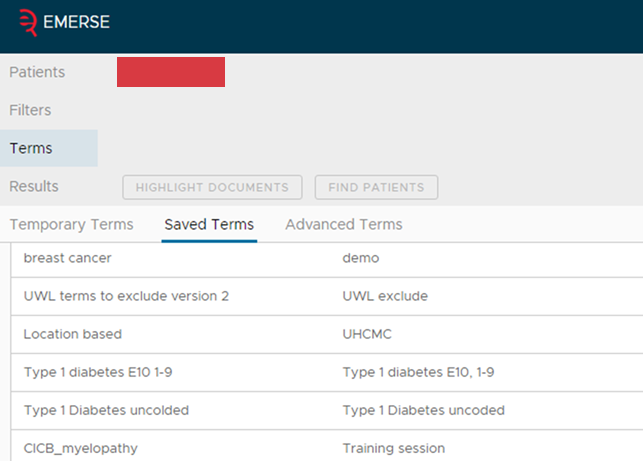 EMERSE
Patients
Filters
Terms
Results HIGHLIGHT DOCUMENTS FIND PATIENTS
Temporary Terms Saved Terms Advanced Terms
breast cancer demo
UWL terms to exclude version 2 UWL exclude
Location based UHCMC
Type 1 diabetes E10 1-9 Type 1 diabetes E10, 1-9
Type 1 Diabetes uncolded Type 1 Diabetes uncoded
CICB_myelopathy Training session